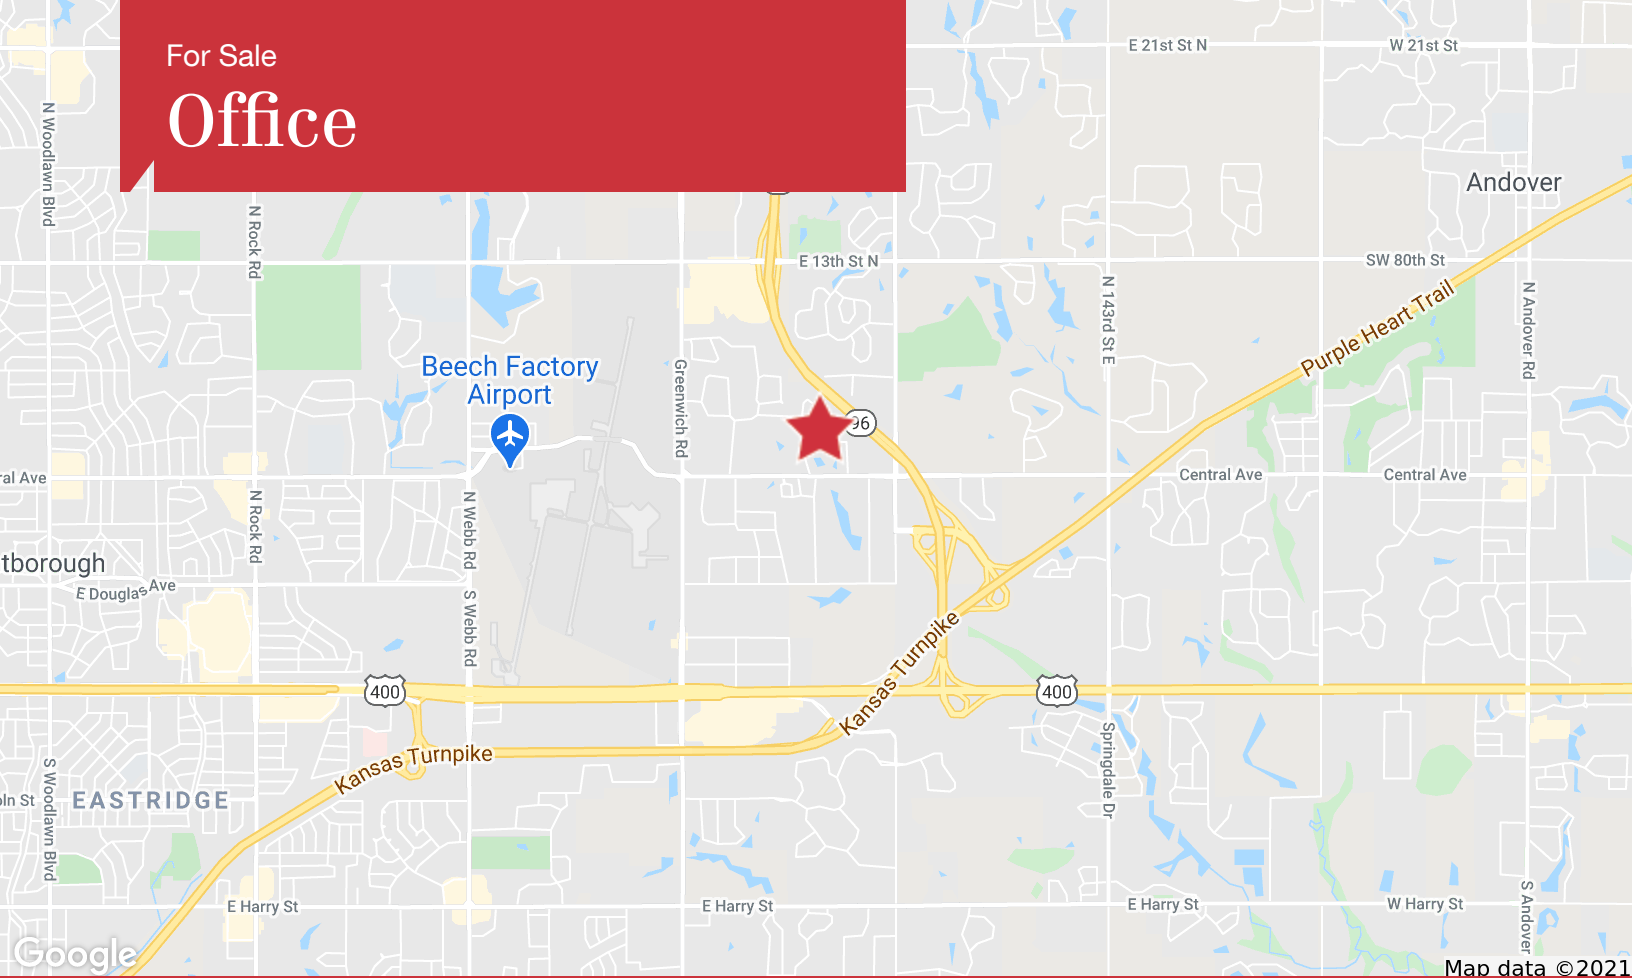 For Sale
Office
E 21st St N
W 21st St
N Woodlawn Blvd
Andover
N Rock Rd
E 13th St N
SW 80th St
N 143rd St E
N Andover Rd
Purple Heart Trail
Beech Factory
Airport
Greenwich Rd
96
ral Ave
Central Ave
Central Ave
N Rock Rd
N Webb Rd
tborough
E Douglas Ave
S Webb Rd
Kansas Turnpike
400
400
Kansas Turnpike
Springdale Dr
S Woodlawn Blvd
oln St
EASTRIDGE
E Harry St
E Harry St
E Harry St
W Harry St
S Andover
Google
Map data ©2021